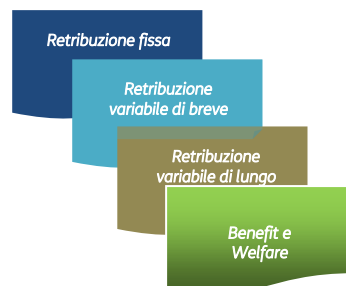 Retribuzione fissa
Retribuzione
variabile di breve
Retribuzione
variabile di lungo
Benefit e
Welfare